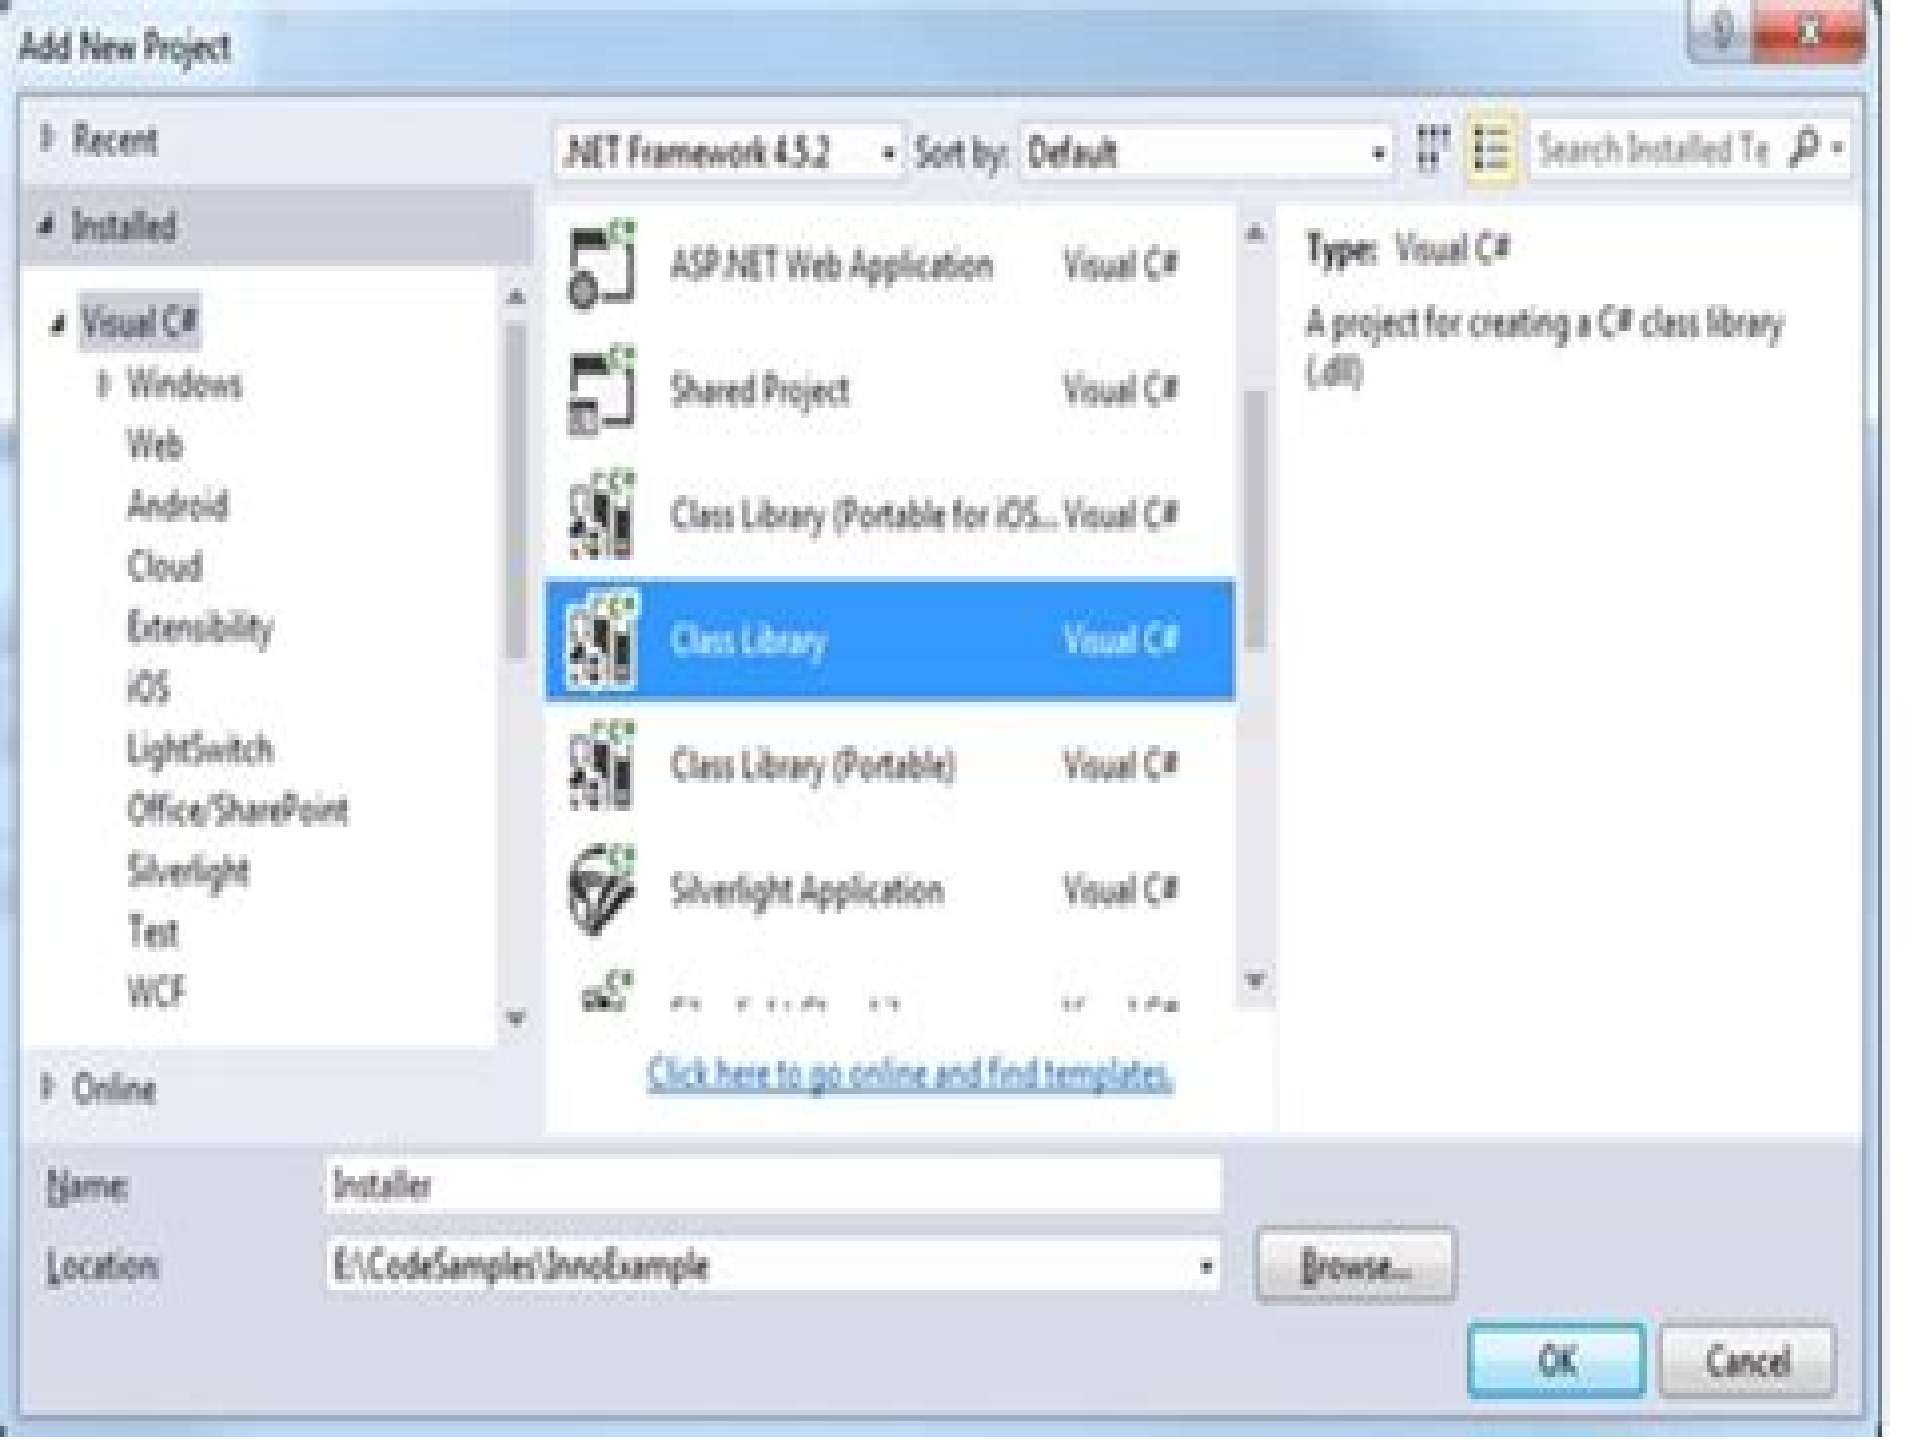 Add New Project
Recent
.NET Framework 4.5.2
Sort by:
Default
Search Installed Te
Installed
Visual C#
Windows
Web
Android
Cloud
Extensibility
iOS
LightSwitch
Office/SharePoint
Silverlight
Test
WCF
Online
ASP.NET Web Application Visual C#
Shared Project Visual C#
Class Library (Portable for iOS... Visual C#
Class Library Visual C#
Class Library (Portable) Visual C#
Silverlight Application Visual C#
Click here to go online and find templates.
Type: Visual C#
A project for creating a C# class library
(.dll)
Name:
Installer
Location:
E:\CodeSamples\InnoExample
Browse...
OK
Cancel